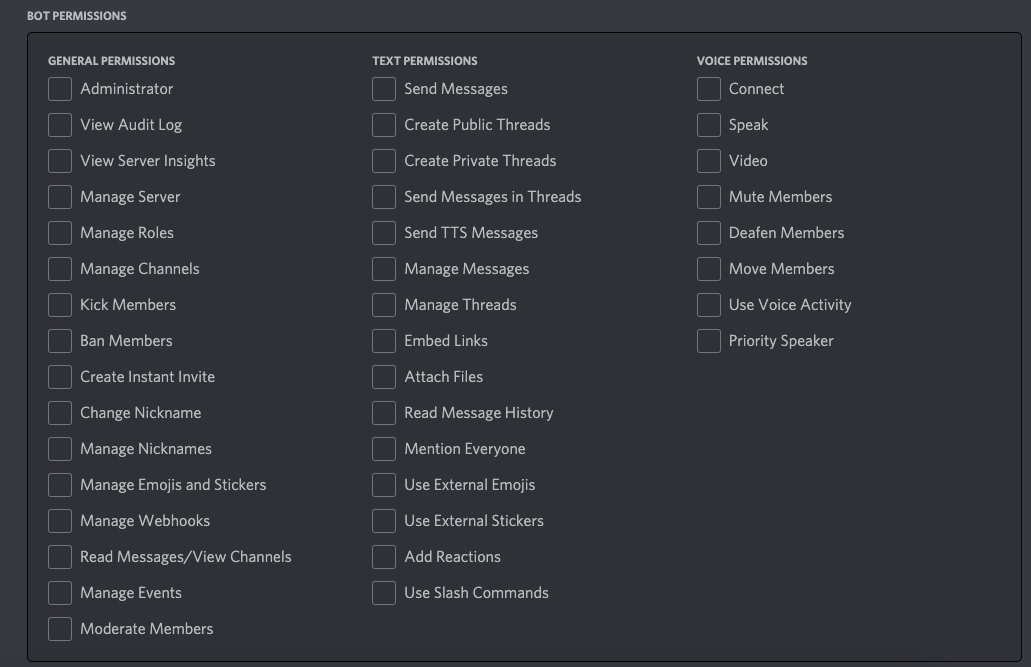 BOT PERMISSIONS
GENERAL PERMISSIONS
Administrator
View Audit Log
View Server Insights
Manage Server
Manage Roles
Manage Channels
Kick Members
Ban Members
Create Instant Invite
Change Nickname
Manage Nicknames
Manage Emojis and Stickers
Manage Webhooks
Read Messages/View Channels
Manage Events
Moderate Members
TEXT PERMISSIONS
Send Messages
Create Public Threads
Create Private Threads
Send Messages in Threads
Send TTS Messages
Manage Messages
Manage Threads
Embed Links
Attach Files
Read Message History
Mention Everyone
Use External Emojis
Use External Stickers
Add Reactions
Use Slash Commands
VOICE PERMISSIONS
Connect
Speak
Video
Mute Members
Deafen Members
Move Members
Use Voice Activity
Priority Speaker